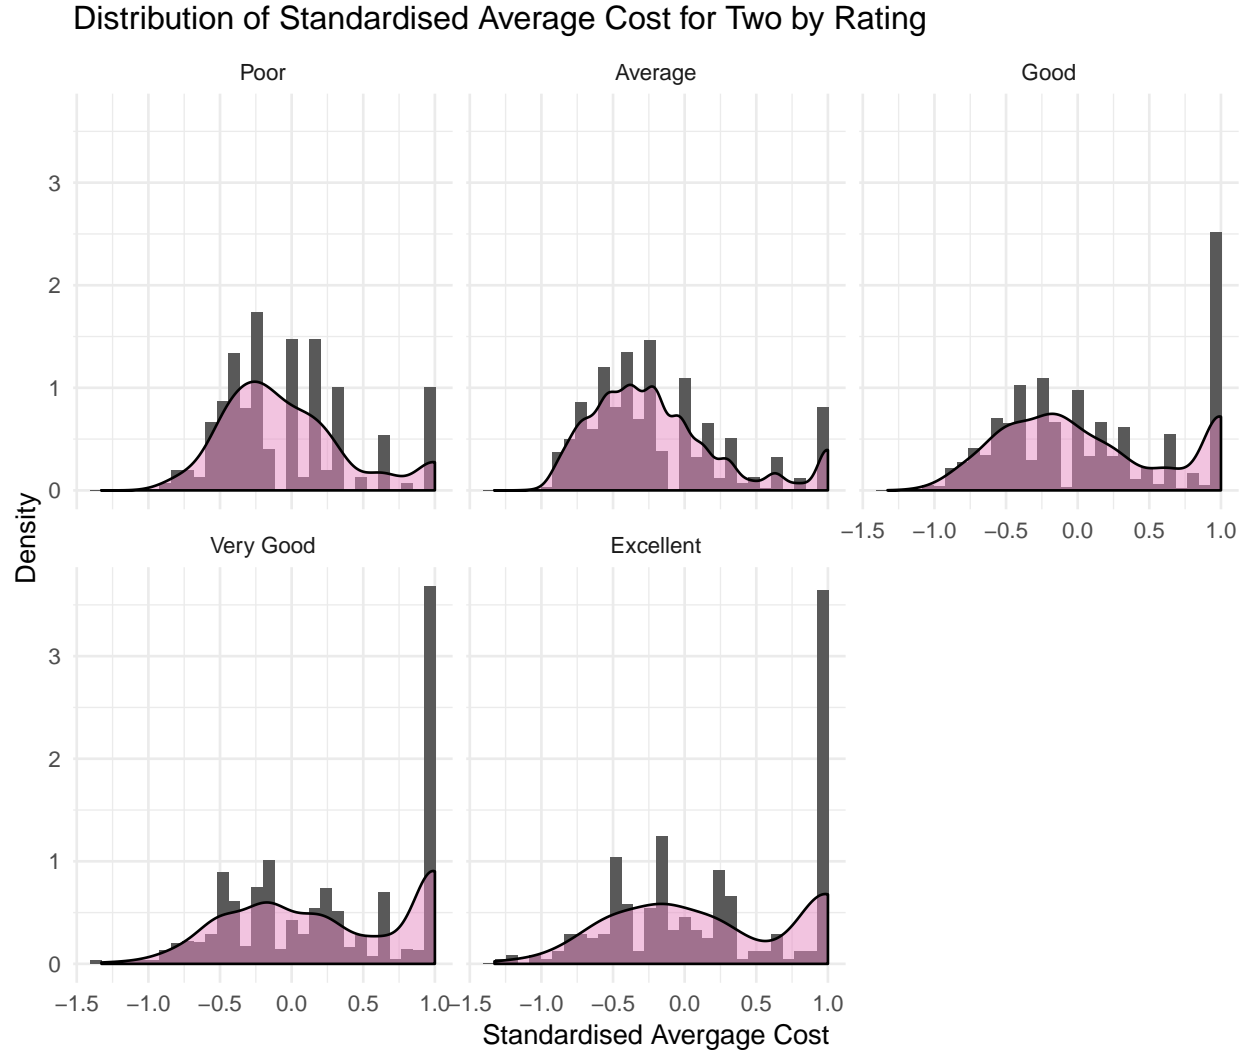 Distribution of Standardised Average Cost for Two by Rating
Poor Average Good
3
2
1
0
−1.5 −1.0 −0.5 0.0 0.5 1.0
Very Good Excellent
Density
3
2
1
0
−1.5 −1.0 −0.5 0.0 0.5 1.0 −1.5 −1.0 −0.5 0.0 0.5 1.0
Standardised Avergage Cost